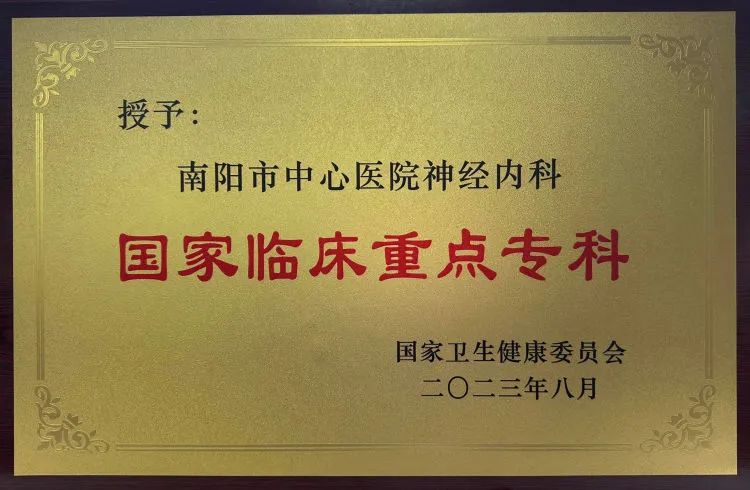 授予：
南阳市中心医院神经内科
国家临床重点专科
国家卫生健康委员会
二〇二三年八月